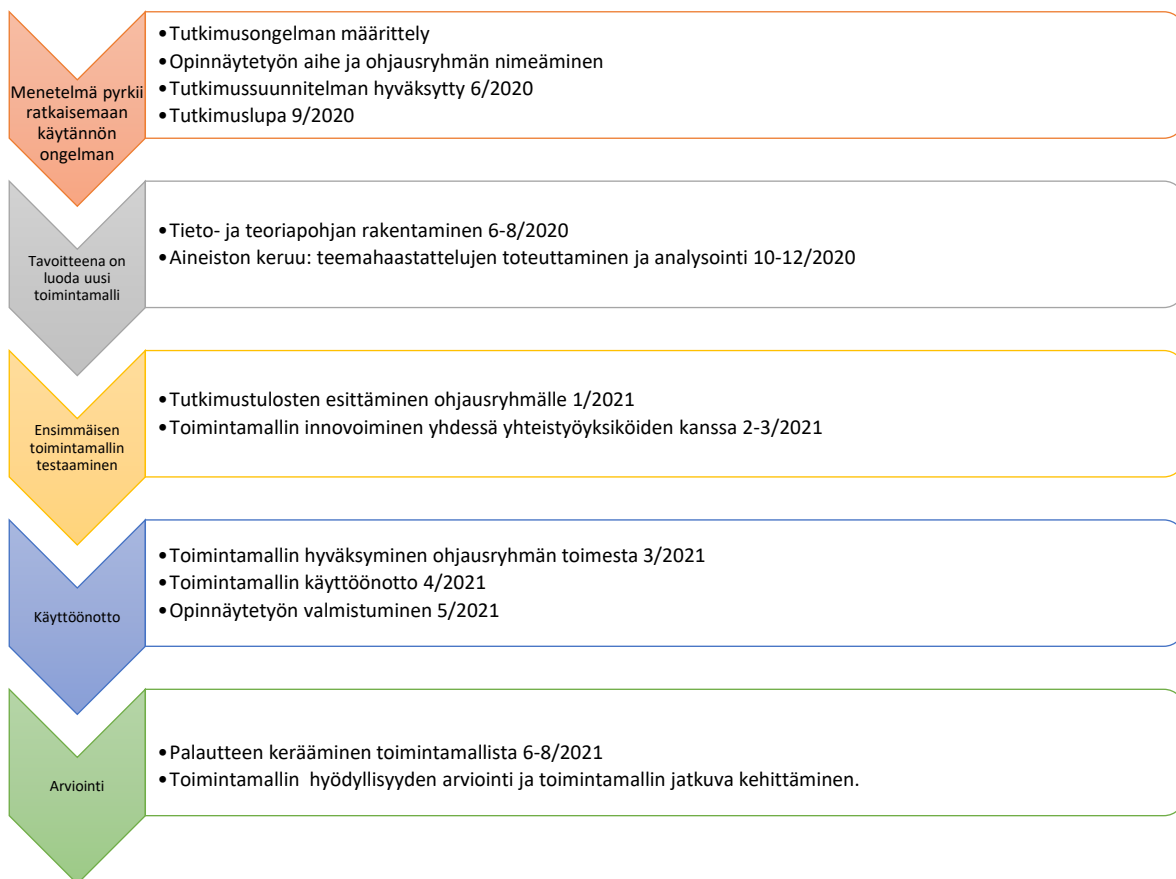 Menetelmä pyrkii
ratkaisemaan
käytännön
ongelman
•Tutkimusongelman määrittely
•Opinnäytetyön aihe ja ohjausryhmän nimeäminen
•Tutkimussuunnitelman hyväksytty 6/2020
•Tutkimuslupa 9/2020
Tavoitteena on
luoda uusi
toimintamalli
•Tieto- ja teoriapohjan rakentaminen 6-8/2020
•Aineiston keruu: teemahaastattelujen toteuttaminen ja analysointi 10-12/2020
Ensimmäisen
toimintamallin
testaaminen
•Tutkimustulosten esittäminen ohjausryhmälle 1/2021
•Toimintamallin innovoiminen yhdessä yhteistyöyksiköiden kanssa 2-3/2021
Käyttöönotto
•Toimintamallin hyväksyminen ohjausryhmän toimesta 3/2021
•Toimintamallin käyttöönotto 4/2021
•Opinnäytetyön valmistuminen 5/2021
Arviointi
•Palautteen kerääminen toimintamallista 6-8/2021
•Toimintamallin hyödyllisyyden arviointi ja toimintamallin jatkuva kehittäminen.